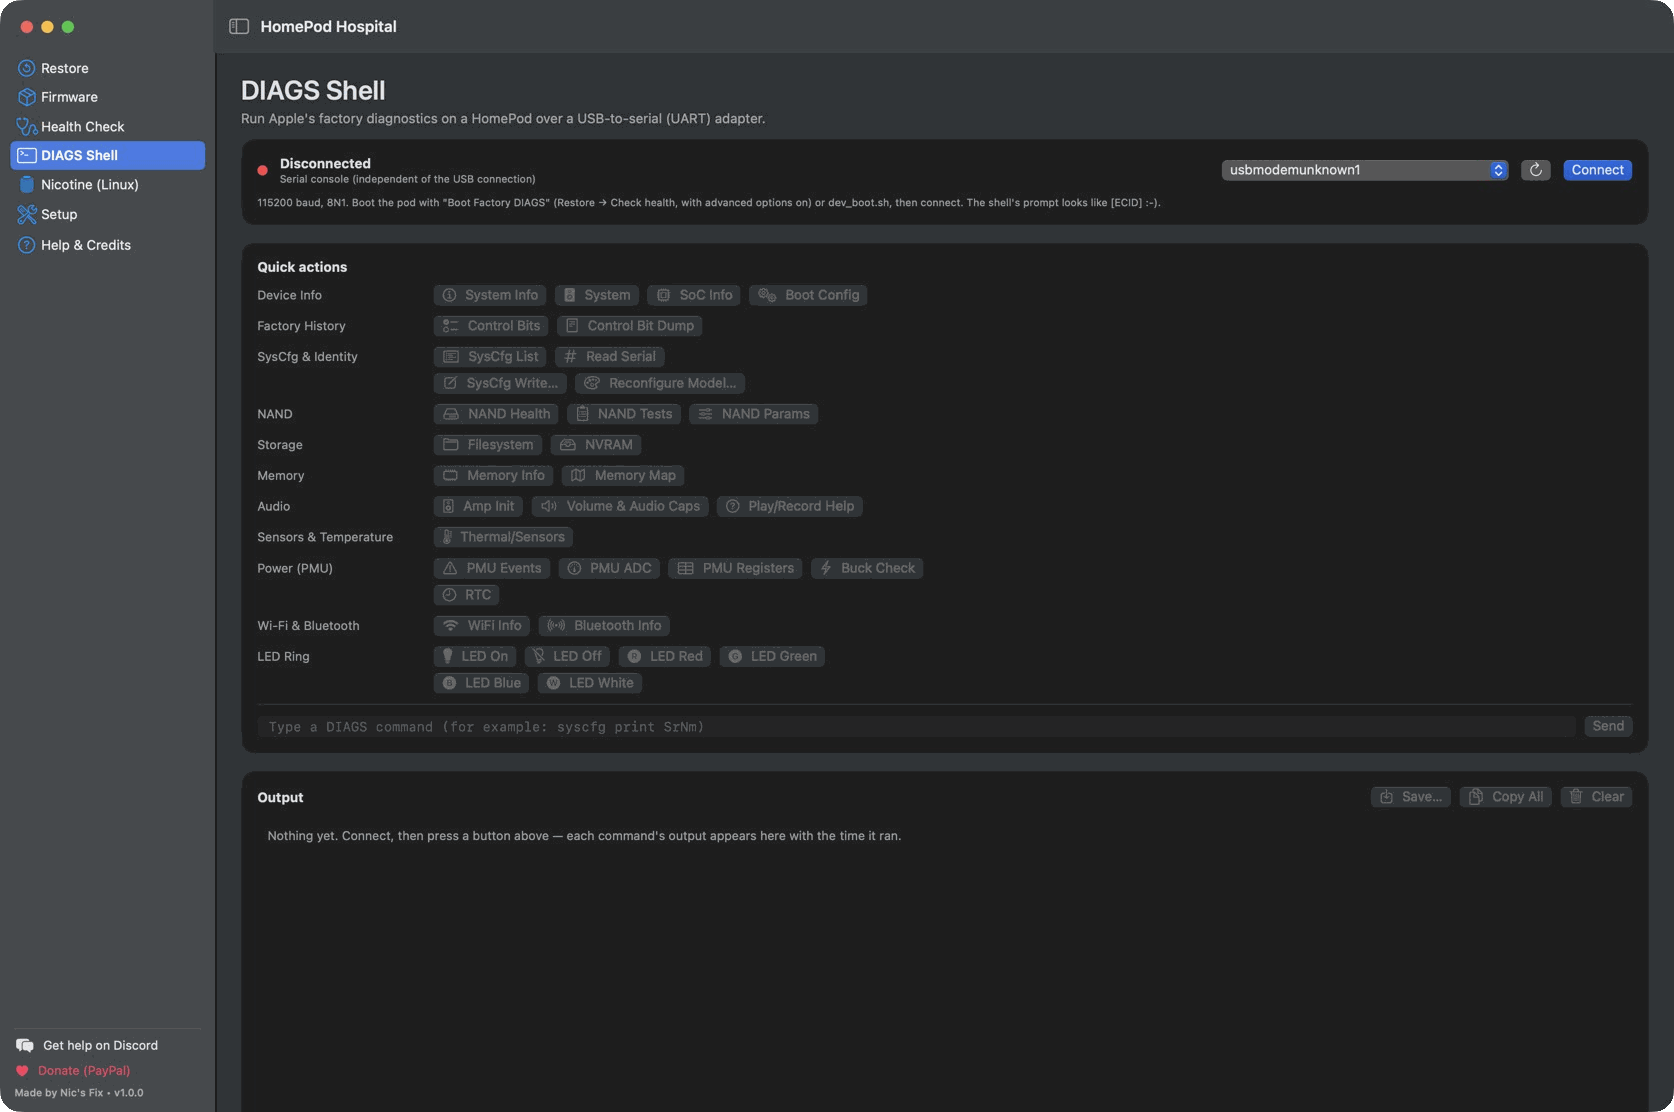 HomePod Hospital
Restore
Firmware
Health Check
DIAGS Shell
Nicotine (Linux)
Setup
Help & Credits
Get help on Discord
Donate (PayPal)
Made by Nic's Fix • v1.0.0
DIAGS Shell
Run Apple's factory diagnostics on a HomePod over a USB-to-serial (UART) adapter.
Disconnected
Serial console (independent of the USB connection)
usbmodemunknown1
Connect
115200 baud, 8N1. Boot the pod with "Boot Factory DIAGS" (Restore → Check health, with advanced options on) or dev_boot.sh, then connect. The shell's prompt looks like [ECID] :-).
Quick actions
Device Info System Info System SoC Info Boot Config
Factory History Control Bits Control Bit Dump
SysCfg & Identity SysCfg List Read Serial
SysCfg Write... Reconfigure Model...
NAND NAND Health NAND Tests NAND Params
Storage Filesystem NVRAM
Memory Memory Info Memory Map
Audio Amp Init Volume & Audio Caps Play/Record Help
Sensors & Temperature Thermal/Sensors
Power (PMU) PMU Events PMU ADC PMU Registers Buck Check
RTC
Wi-Fi & Bluetooth WiFi Info Bluetooth Info
LED Ring LED On LED Off R LED Red G LED Green
B LED Blue W LED White
Type a DIAGS command (for example: syscfg print SrNm) Send
Output Save... Copy All Clear
Nothing yet. Connect, then press a button above — each command's output appears here with the time it ran.